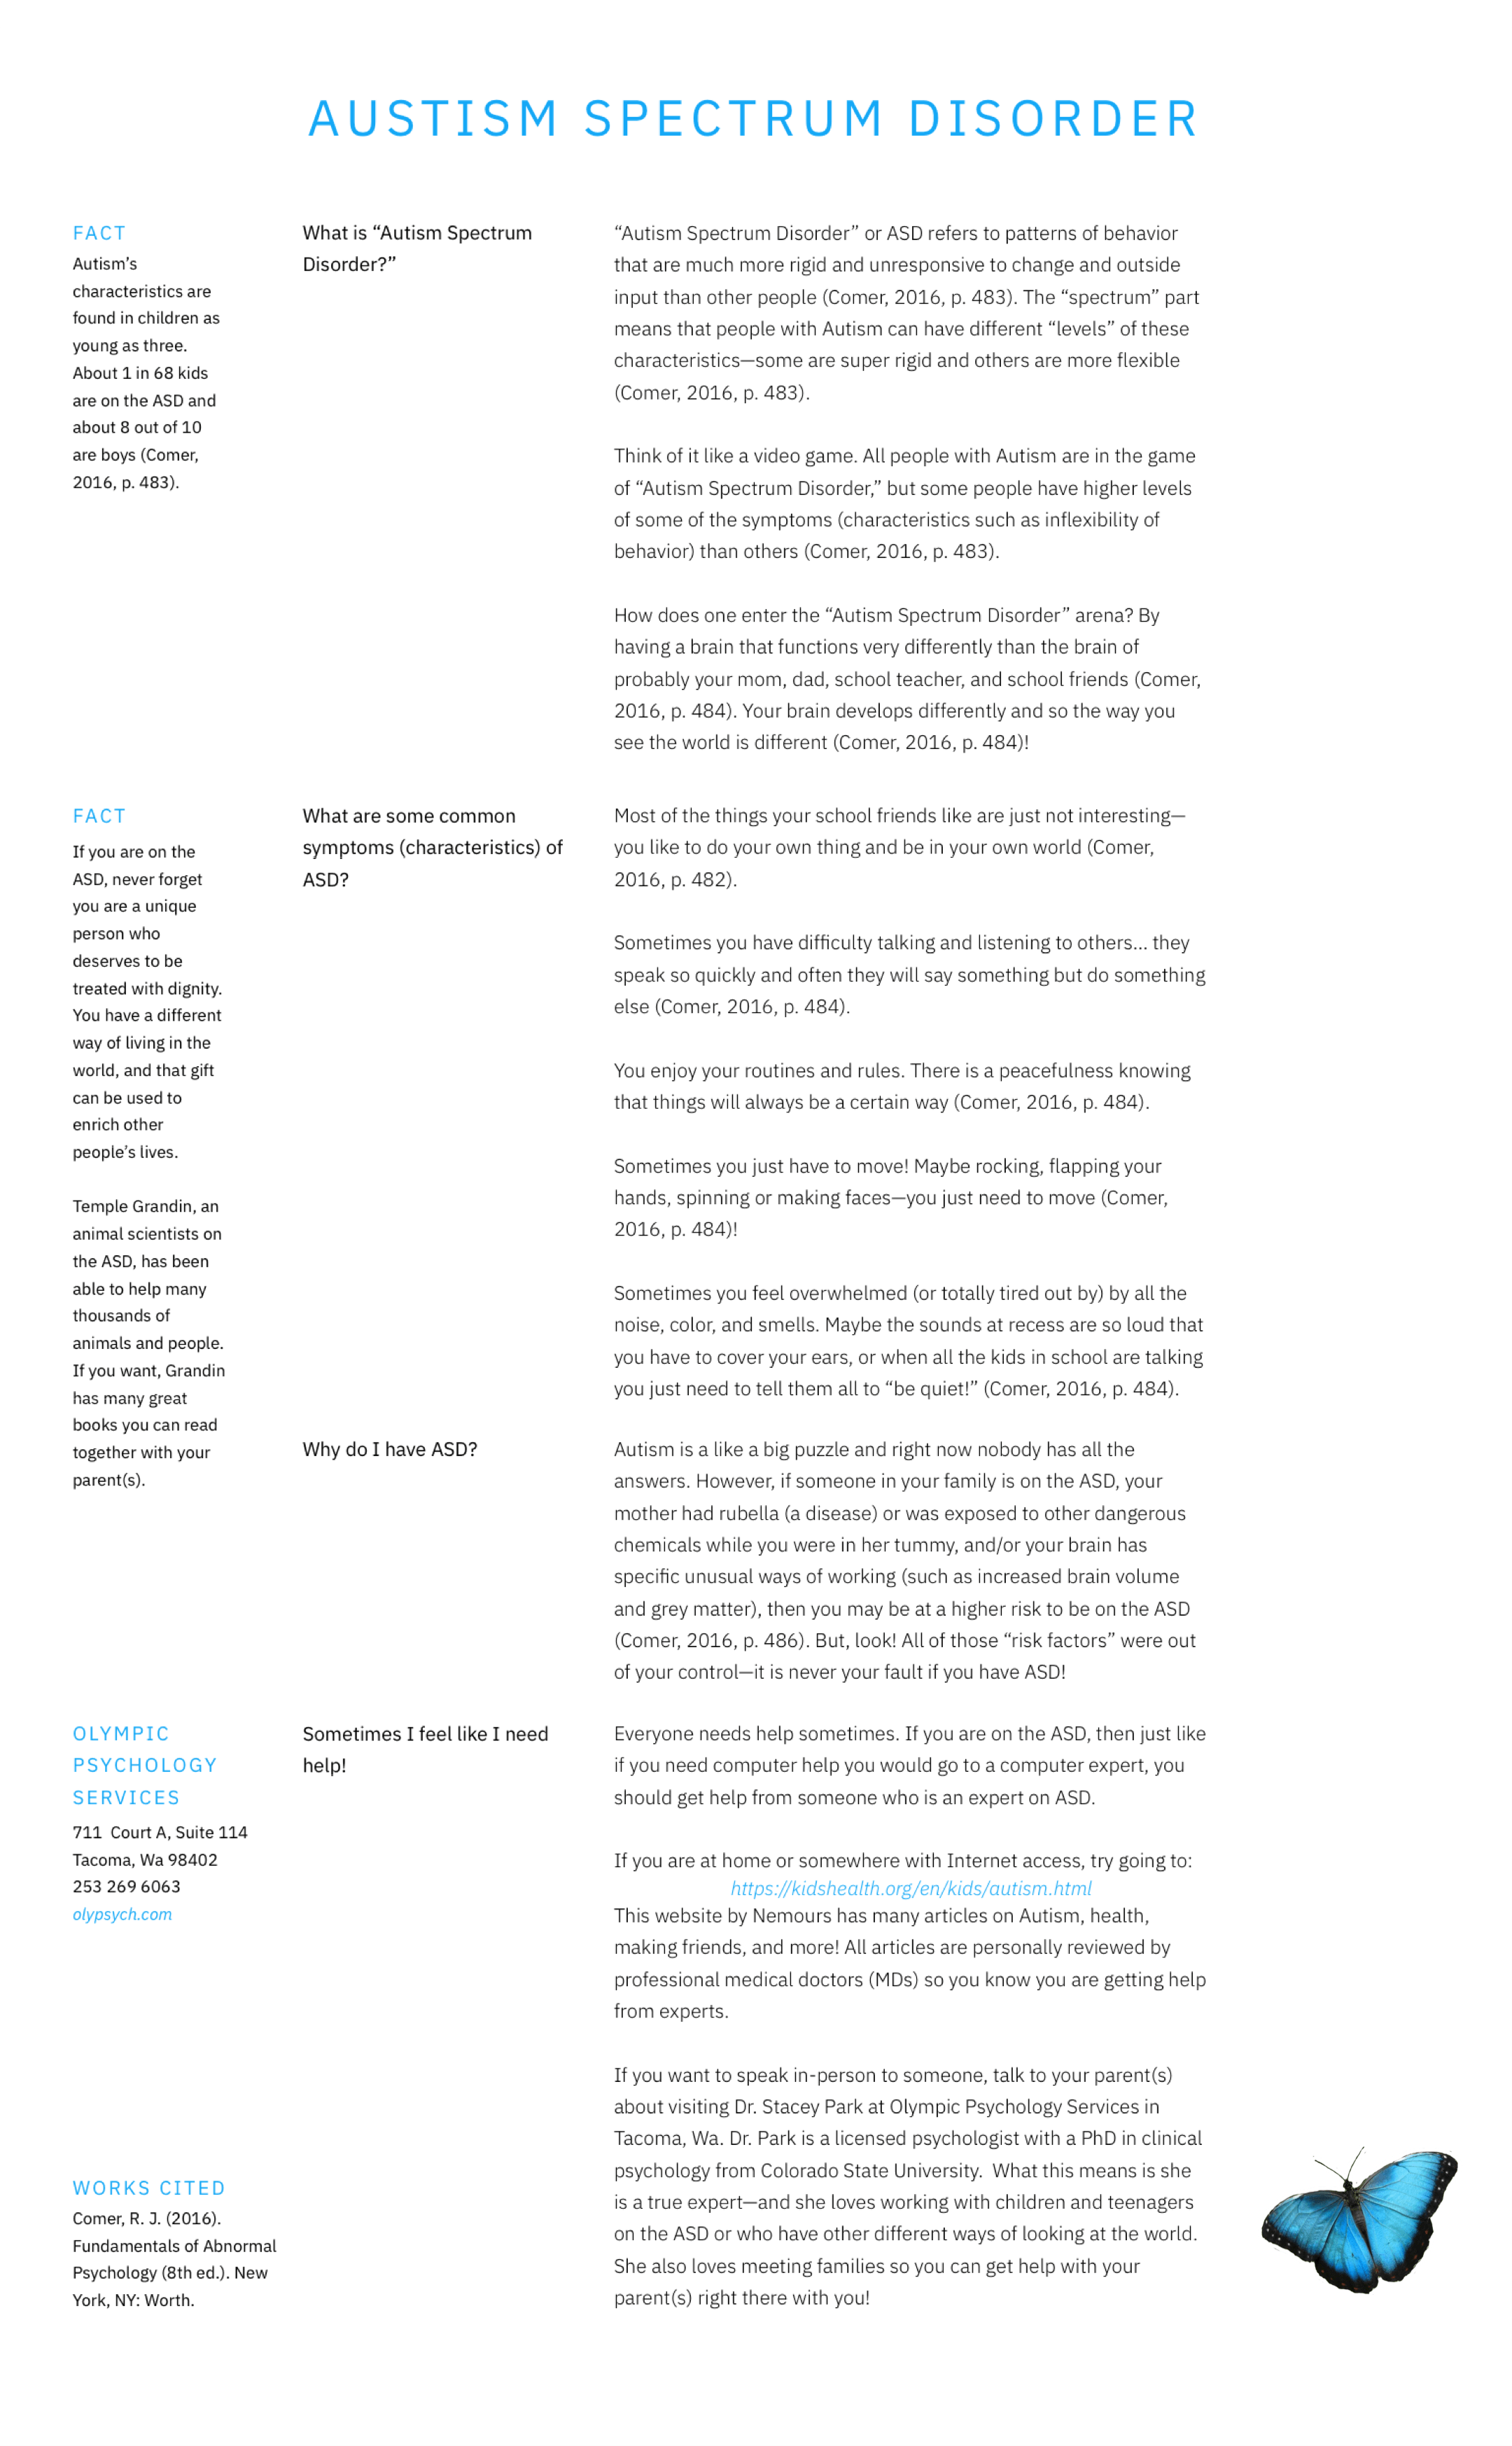 AUSTISM SPECTRUM DISORDER
FACT
Autism’s
characteristics are
found in children as
young as three.
About 1 in 68 kids
are on the ASD and
about 8 out of 10
are boys (Comer,
2016, p. 483).
What is “Autism Spectrum
Disorder?”
“Autism Spectrum Disorder” or ASD refers to patterns of behavior
that are much more rigid and unresponsive to change and outside
input than other people (Comer, 2016, p. 483). The “spectrum” part
means that people with Autism can have different “levels” of these
characteristics—some are super rigid and others are more flexible
(Comer, 2016, p. 483).
Think of it like a video game. All people with Autism are in the game
of “Autism Spectrum Disorder,” but some people have higher levels
of some of the symptoms (characteristics such as inflexibility of
behavior) than others (Comer, 2016, p. 483).
How does one enter the “Autism Spectrum Disorder” arena? By
having a brain that functions very differently than the brain of
probably your mom, dad, school teacher, and school friends (Comer,
2016, p. 484). Your brain develops differently and so the way you
see the world is different (Comer, 2016, p. 484)!
FACT
If you are on the
ASD, never forget
you are a unique
person who
deserves to be
treated with dignity.
You have a different
way of living in the
world, and that gift
can be used to
enrich other
people’s lives.
Temple Grandin, an
animal scientists on
the ASD, has been
able to help many
thousands of
animals and people.
If you want, Grandin
has many great
books you can read
together with your
parent(s).
What are some common
symptoms (characteristics) of
ASD?
Most of the things your school friends like are just not interesting—
you like to do your own thing and be in your own world (Comer,
2016, p. 482).
Sometimes you have difficulty talking and listening to others… they
speak so quickly and often they will say something but do something
else (Comer, 2016, p. 484).
You enjoy your routines and rules. There is a peacefulness knowing
that things will always be a certain way (Comer, 2016, p. 484).
Sometimes you just have to move! Maybe rocking, flapping your
hands, spinning or making faces—you just need to move (Comer,
2016, p. 484)!
Sometimes you feel overwhelmed (or totally tired out by) by all the
noise, color, and smells. Maybe the sounds at recess are so loud that
you have to cover your ears, or when all the kids in school are talking
you just need to tell them all to “be quiet!” (Comer, 2016, p. 484).
Why do I have ASD?
Autism is a like a big puzzle and right now nobody has all the
answers. However, if someone in your family is on the ASD, your
mother had rubella (a disease) or was exposed to other dangerous
chemicals while you were in her tummy, and/or your brain has
specific unusual ways of working (such as increased brain volume
and grey matter), then you may be at a higher risk to be on the ASD
(Comer, 2016, p. 486). But, look! All of those “risk factors” were out
of your control—it is never your fault if you have ASD!
OLYMPIC
PSYCHOLOGY
SERVICES
711  Court A, Suite 114
Tacoma, Wa 98402
253 269 6063
olypsych.com
Sometimes I feel like I need
help!
Everyone needs help sometimes. If you are on the ASD, then just like
if you need computer help you would go to a computer expert, you
should get help from someone who is an expert on ASD.
If you are at home or somewhere with Internet access, try going to:
https://kidshealth.org/en/kids/autism.html
This website by Nemours has many articles on Autism, health,
making friends, and more! All articles are personally reviewed by
professional medical doctors (MDs) so you know you are getting help
from experts.
If you want to speak in-person to someone, talk to your parent(s)
about visiting Dr. Stacey Park at Olympic Psychology Services in
Tacoma, Wa. Dr. Park is a licensed psychologist with a PhD in clinical
psychology from Colorado State University.  What this means is she
is a true expert—and she loves working with children and teenagers
on the ASD or who have other different ways of looking at the world.
She also loves meeting families so you can get help with your
parent(s) right there with you!
WORKS CITED
Comer, R. J. (2016).
Fundamentals of Abnormal
Psychology (8th ed.). New
York, NY: Worth.